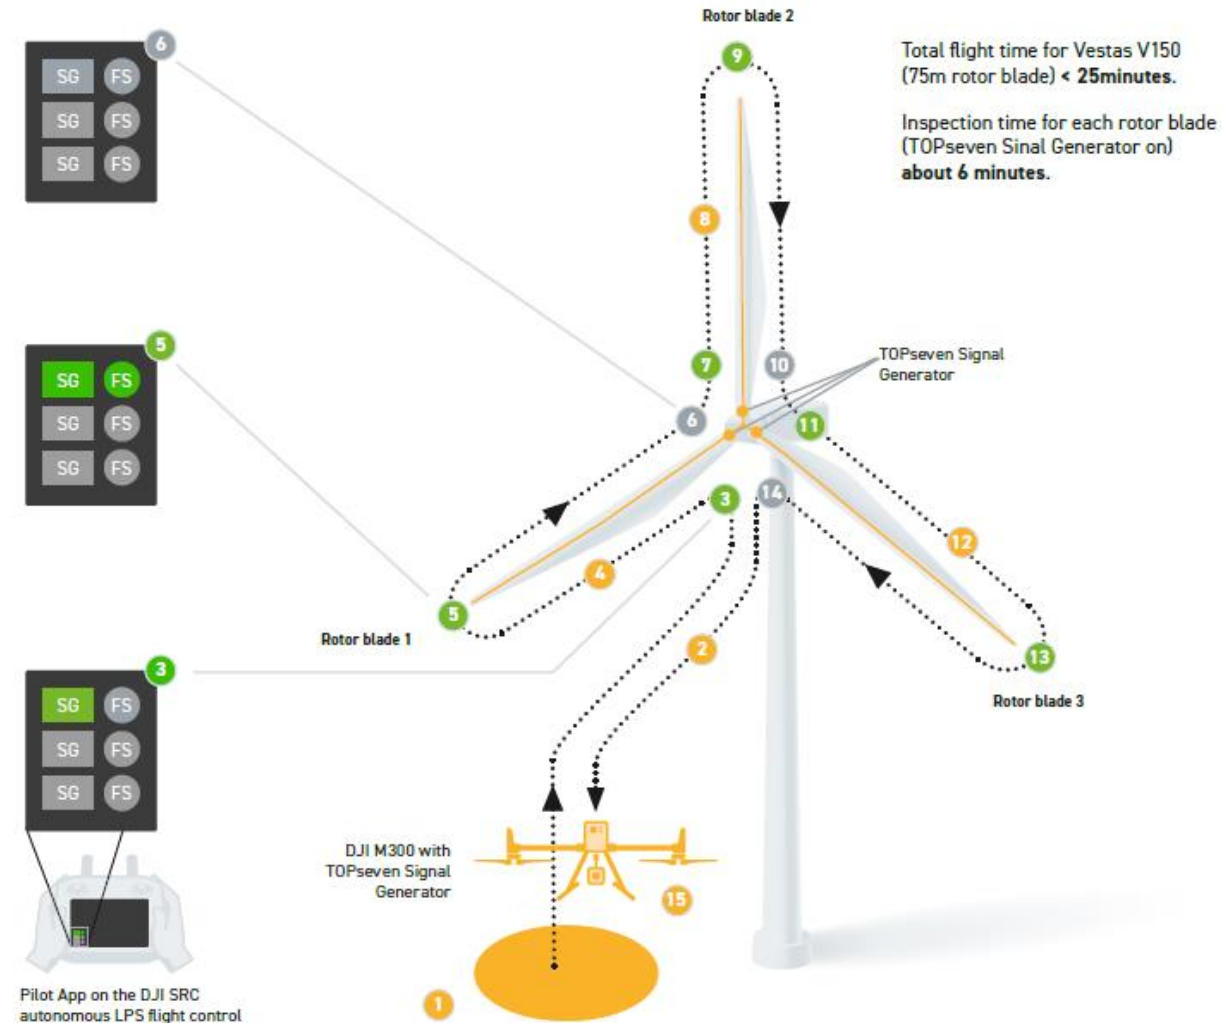 Rotor blade 2
6
SG FS
SG FS
SG FS
9
Total flight time for Vestas V150
(75m rotor blade) < 25minutes.
Inspection time for each rotor blade
(TOPseven Sinal Generator on)
about 6 minutes.
8
5
SG FS
SG FS
SG FS
7
10
TOPseven Signal
Generator
6
11
3
14
12
4
5
Rotor blade 1
2
13
Rotor blade 3
3
SG FS
SG FS
SG FS
DJI M300 with
TOPseven Signal
Generator
15
1
Pilot App on the DJI SRC
autonomous LPS flight control